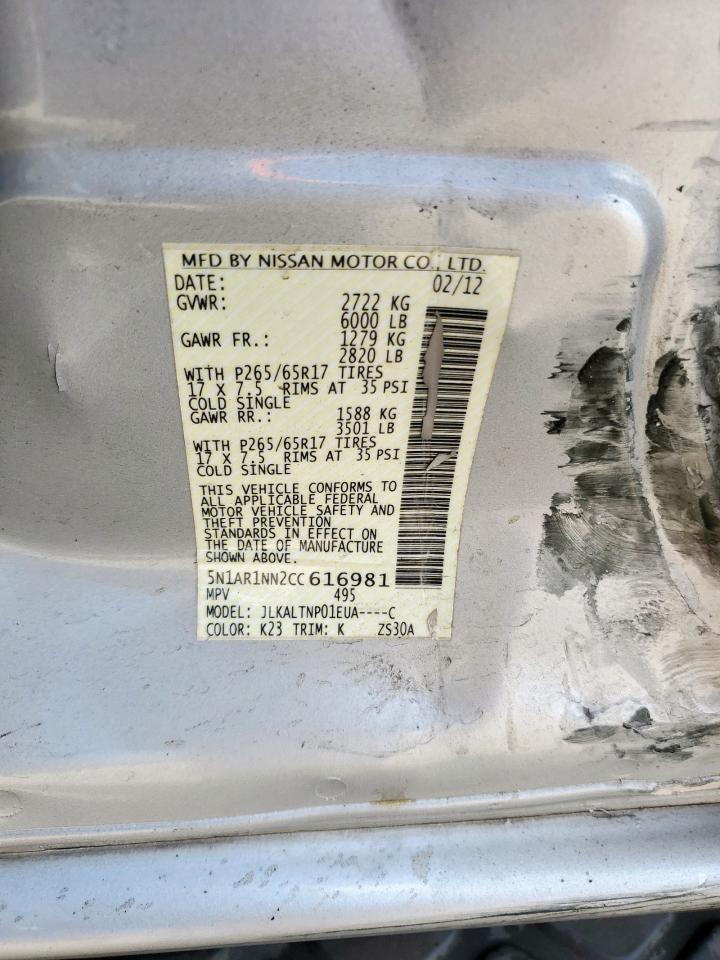 MFD BY NISSAN MOTOR CO., LTD.
DATE: 02/12
GVWR: 2722 KG
6000 LB
GAWR FR.: 1279 KG
2820 LB
WITH P265/65R17 TIRES
17 X 7.5 RIMS AT 35 PSI
COLD SINGLE
GAWR RR.: 1588 KG
3501 LB
WITH P265/65R17 TIRES
17 X 7.5 RIMS AT 35 PSI
COLD SINGLE
THIS VEHICLE CONFORMS TO
ALL APPLICABLE FEDERAL
MOTOR VEHICLE SAFETY AND
THEFT PREVENTION
STANDARDS IN EFFECT ON
THE DATE OF MANUFACTURE
SHOWN ABOVE.
5N1AR1NN2CC616981
MPV 495
MODEL: JLKALTNP01EUA----C
COLOR: K23 TRIM: K ZS30A